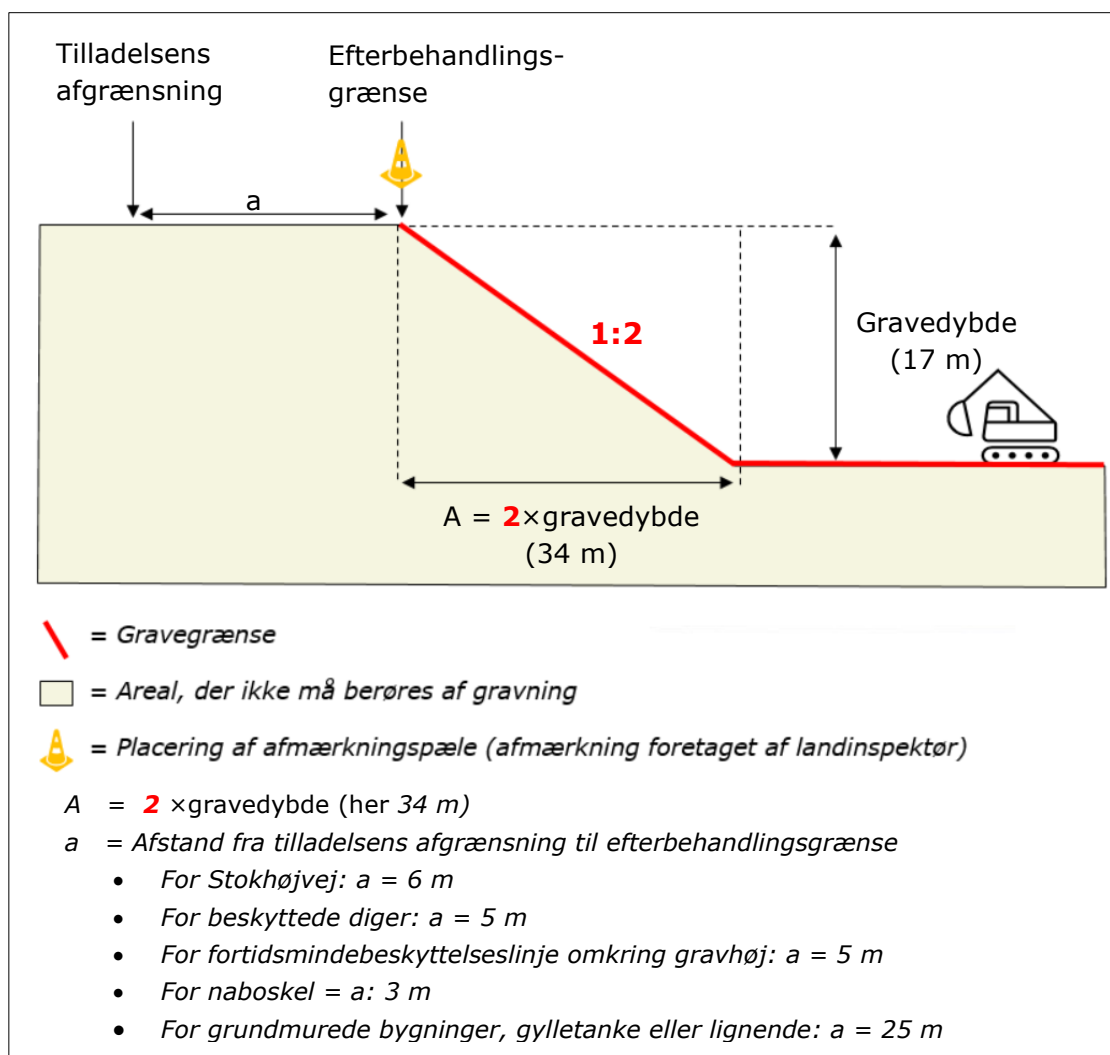 Tilladelsens
afgrænsning
Efterbehandlings-
grænse
a
1:2
Gravedybde
(17 m)
A = 2×gravedybde
(34 m)
= Gravegrænse
= Areal, der ikke må berøres af gravning
= Placering af afmærkningspæle (afmærkning foretaget af landinspektør)
A = 2 ×gravedybde (her 34 m)
a = Afstand fra tilladelsens afgrænsning til efterbehandlingsgrænse
• For Stokhøjvej: a = 6 m
• For beskyttede diger: a = 5 m
• For fortidsmindebeskyttelseslinje omkring gravhøj: a = 5 m
• For naboskel = a: 3 m
• For grundmurede bygninger, gylletanke eller lignende: a = 25 m